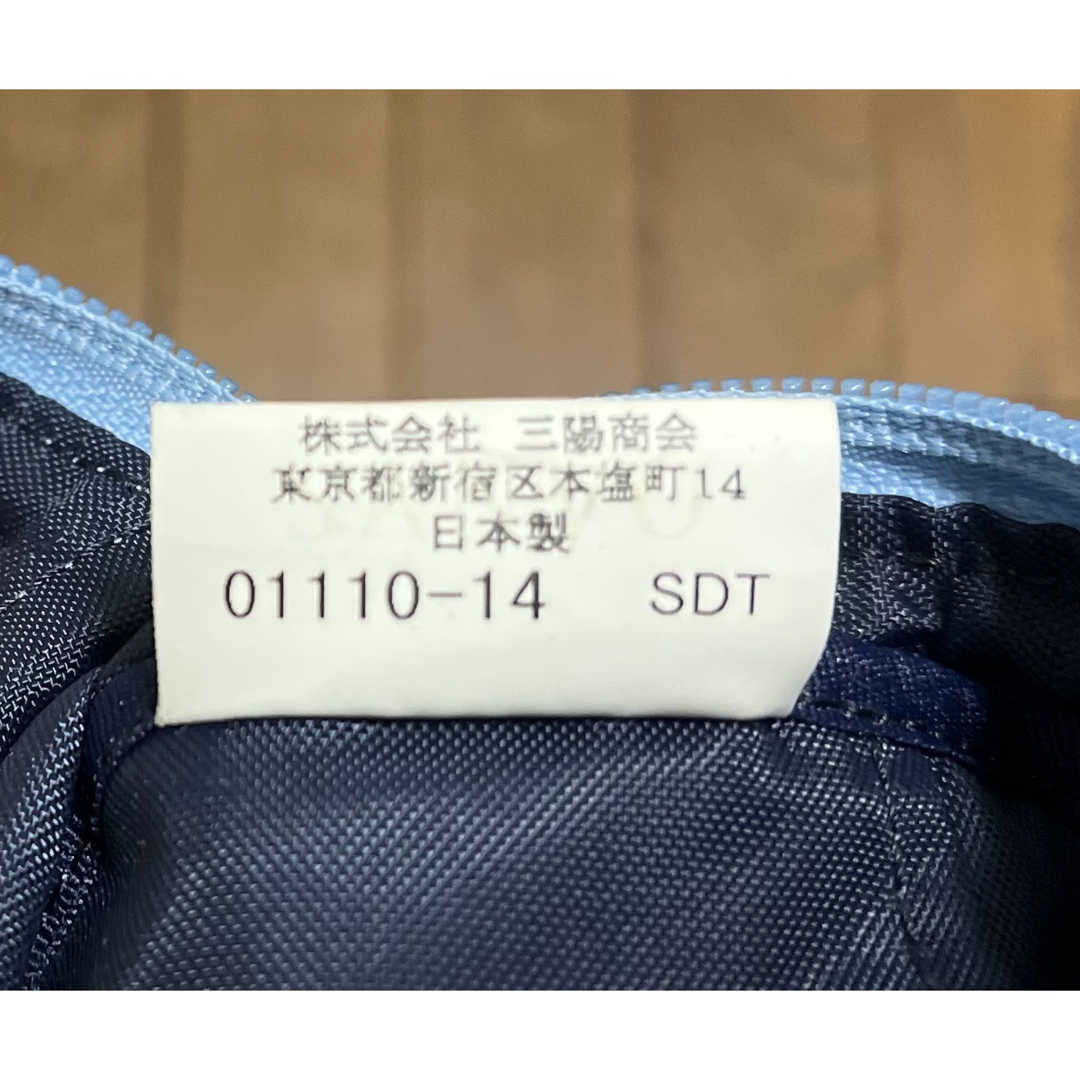 株式会社 三陽商会
東京都新宿区本塩町14
日本製
01110-14 SDT